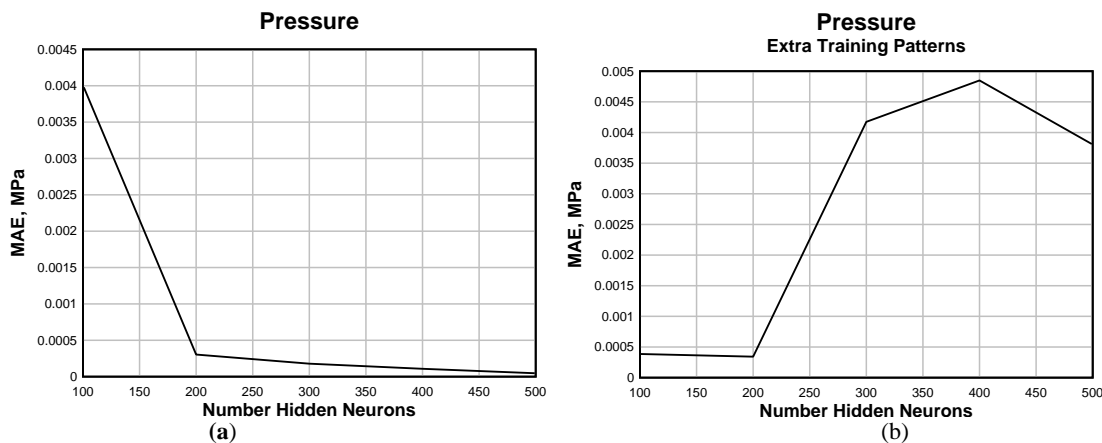 Pressure
0.0045
0.004
0.0035
0.003
0.0025
0.002
0.0015
0.001
0.0005
0
MAE, MPa
100 150 200 250 300 350 400 450 500
Number Hidden Neurons
(a)
Pressure
Extra Training Patterns
0.005
0.0045
0.004
0.0035
0.003
0.0025
0.002
0.0015
0.001
0.0005
0
MAE, MPa
100 150 200 250 300 350 400 450 500
Number Hidden Neurons
(b)